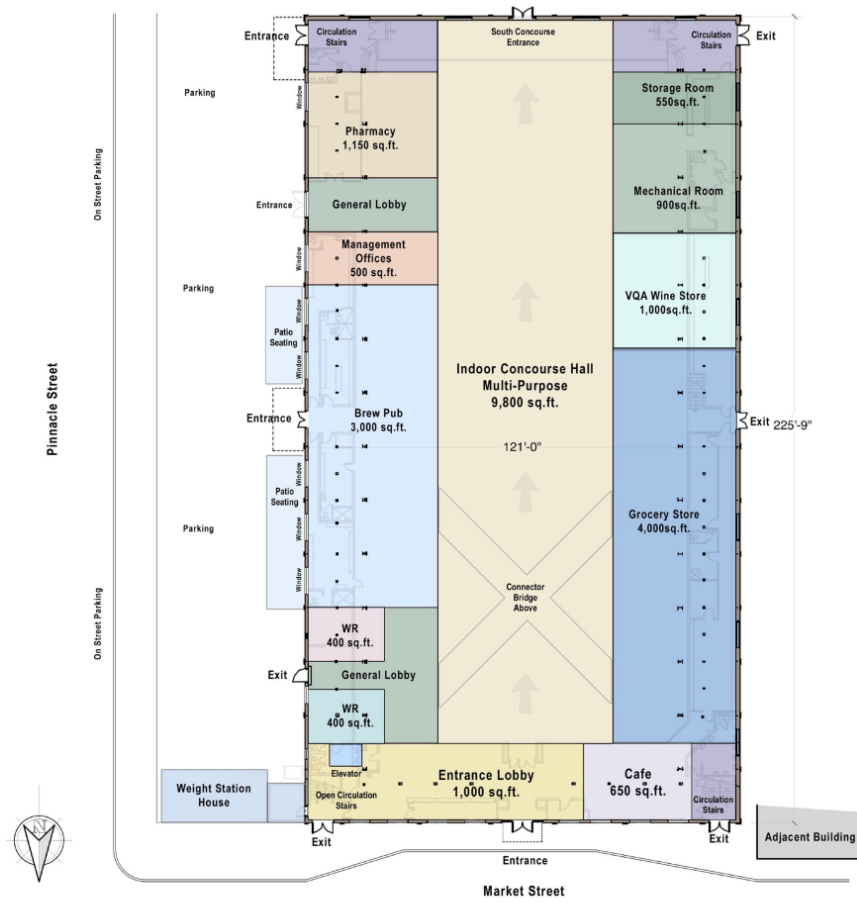 Entrance
Circulation
Stairs
South Concourse
Entrance
Circulation
Stairs
Exit
Parking
Window
Storage Room
550sq.ft.
Pharmacy
1,150 sq.ft.
On Street Parking
Mechanical Room
900sq.ft.
Entrance
General Lobby
Management
Offices
500 sq.ft.
Window
Parking
VQA Wine Store
1,000sq.ft.
Window
Patio
Seating
Window
Indoor Concourse Hall
Multi-Purpose
9,800 sq.ft.
Pinnacle Street
Entrance
Brew Pub
3,000 sq.ft.
Exit
225'-9"
121'-0"
Patio
Seating
Window
Window
Window
Parking
Grocery Store
4,000sq.ft.
Connector
Bridge
Above
On Street Parking
WR
400 sq.ft.
Exit
General Lobby
WR
400 sq.ft.
Elevator
Entrance Lobby
1,000 sq.ft.
Cafe
650 sq.ft.
Weight Station
House
Open Circulation
Stairs
Circulation
Stairs
N
Exit
Entrance
Exit
Adjacent Building
Market Street